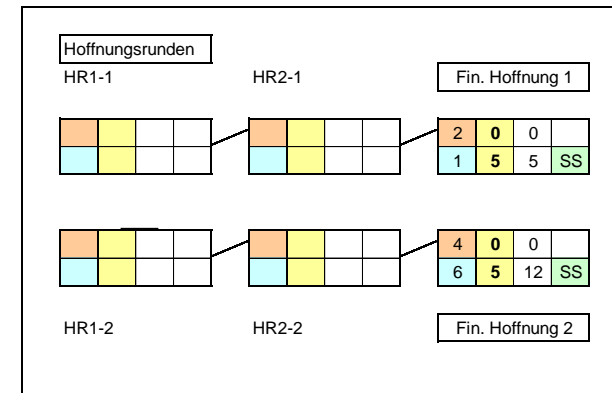 Hoffnungsrunden
HR1-1 HR2-1 Fin. Hoffnung 1
2 0 0
1 5 5 SS
4 0 0
6 5 12 SS
HR1-2 HR2-2 Fin. Hoffnung 2